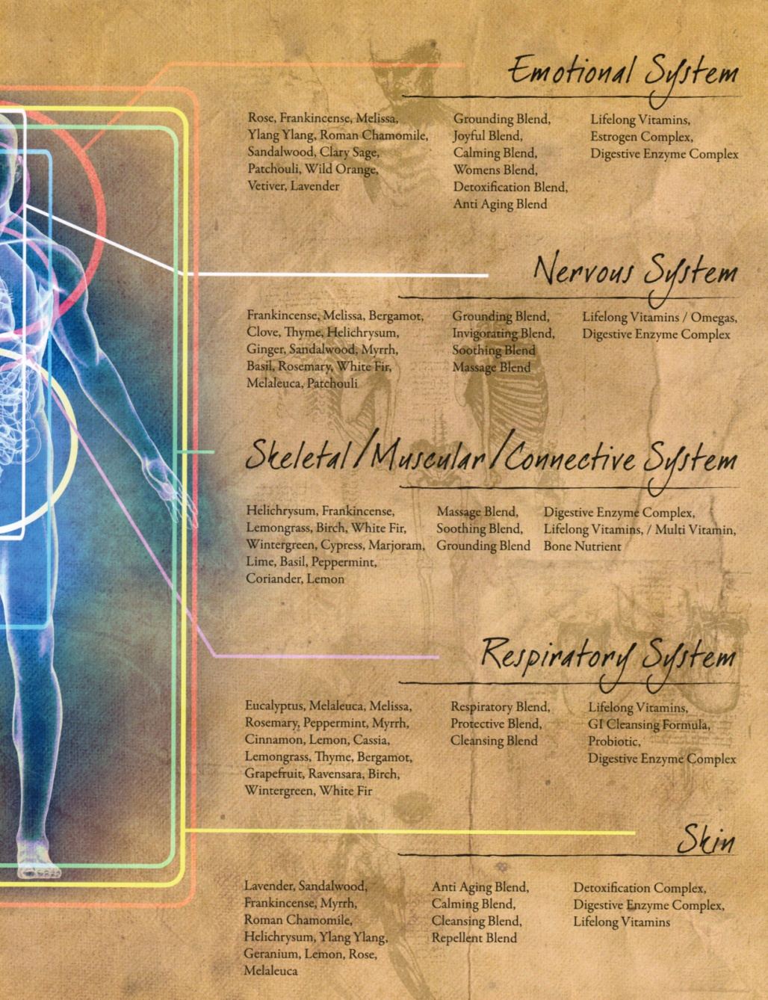 Emotional System
Rose, Frankincense, Melissa,
Ylang Ylang, Roman Chamomile,
Sandalwood, Clary Sage,
Patchouli, Wild Orange,
Vetiver, Lavender
Grounding Blend,
Joyful Blend,
Calming Blend,
Womens Blend,
Detoxification Blend,
Anti Aging Blend
Lifelong Vitamins,
Estrogen Complex,
Digestive Enzyme Complex
Nervous System
Frankincense, Melissa, Bergamot,
Clove, Thyme, Helichrysum,
Ginger, Sandalwood, Myrrh,
Basil, Rosemary, White Fir,
Melaleuca, Patchouli
Grounding Blend,
Invigorating Blend,
Soothing Blend
Massage Blend
Lifelong Vitamins / Omegas,
Digestive Enzyme Complex
Skeletal/Muscular/Connective System
Helichrysum, Frankincense,
Lemongrass, Birch, White Fir,
Wintergreen, Cypress, Marjoram,
Lime, Basil, Peppermint,
Coriander, Lemon
Massage Blend,
Soothing Blend,
Grounding Blend
Digestive Enzyme Complex,
Lifelong Vitamins, / Multi Vitamin,
Bone Nutrient
Respiratory System
Eucalyptus, Melaleuca, Melissa,
Rosemary, Peppermint, Myrrh,
Cinnamon, Lemon, Cassia,
Lemongrass, Thyme, Bergamot,
Grapefruit, Ravensara, Birch,
Wintergreen, White Fir
Respiratory Blend,
Protective Blend,
Cleansing Blend
Lifelong Vitamins,
GI Cleansing Formula,
Probiotic,
Digestive Enzyme Complex
Skin
Lavender, Sandalwood,
Frankincense, Myrrh,
Roman Chamomile,
Helichrysum, Ylang Ylang,
Geranium, Lemon, Rose,
Melaleuca
Anti Aging Blend,
Calming Blend,
Cleansing Blend,
Repellent Blend
Detoxification Complex,
Digestive Enzyme Complex,
Lifelong Vitamins